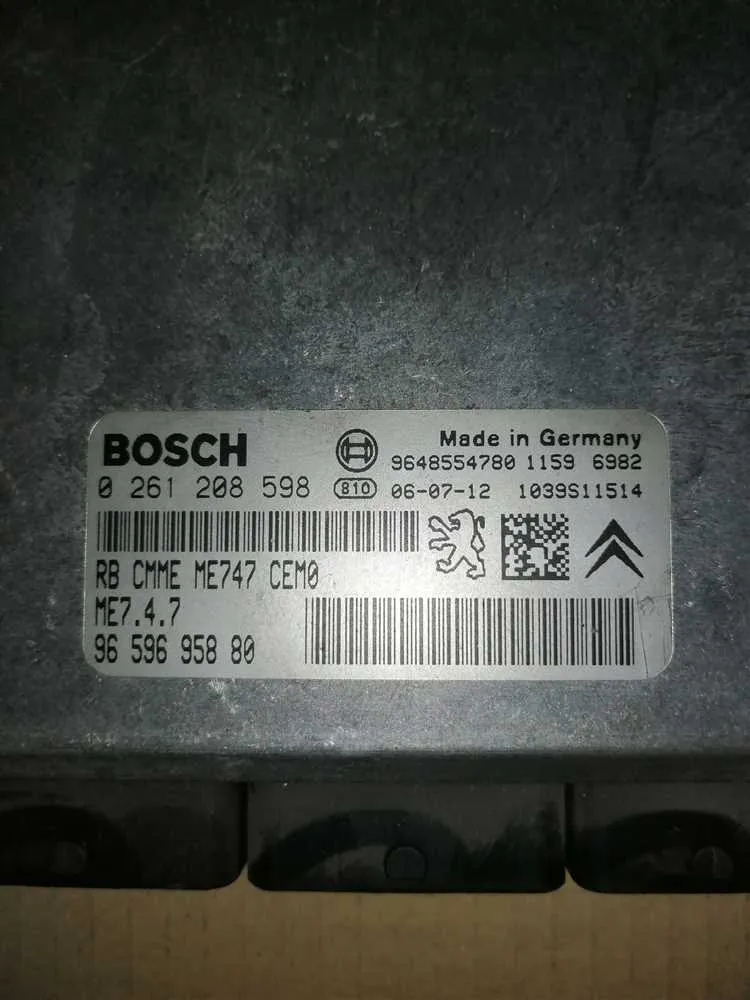 BOSCH
Made in Germany
9648554780 1159 6982
0 261 208 598
810 06-07-12 1039S11514
RB CMME ME747 CEM0
ME7.4.7
96 596 958 80